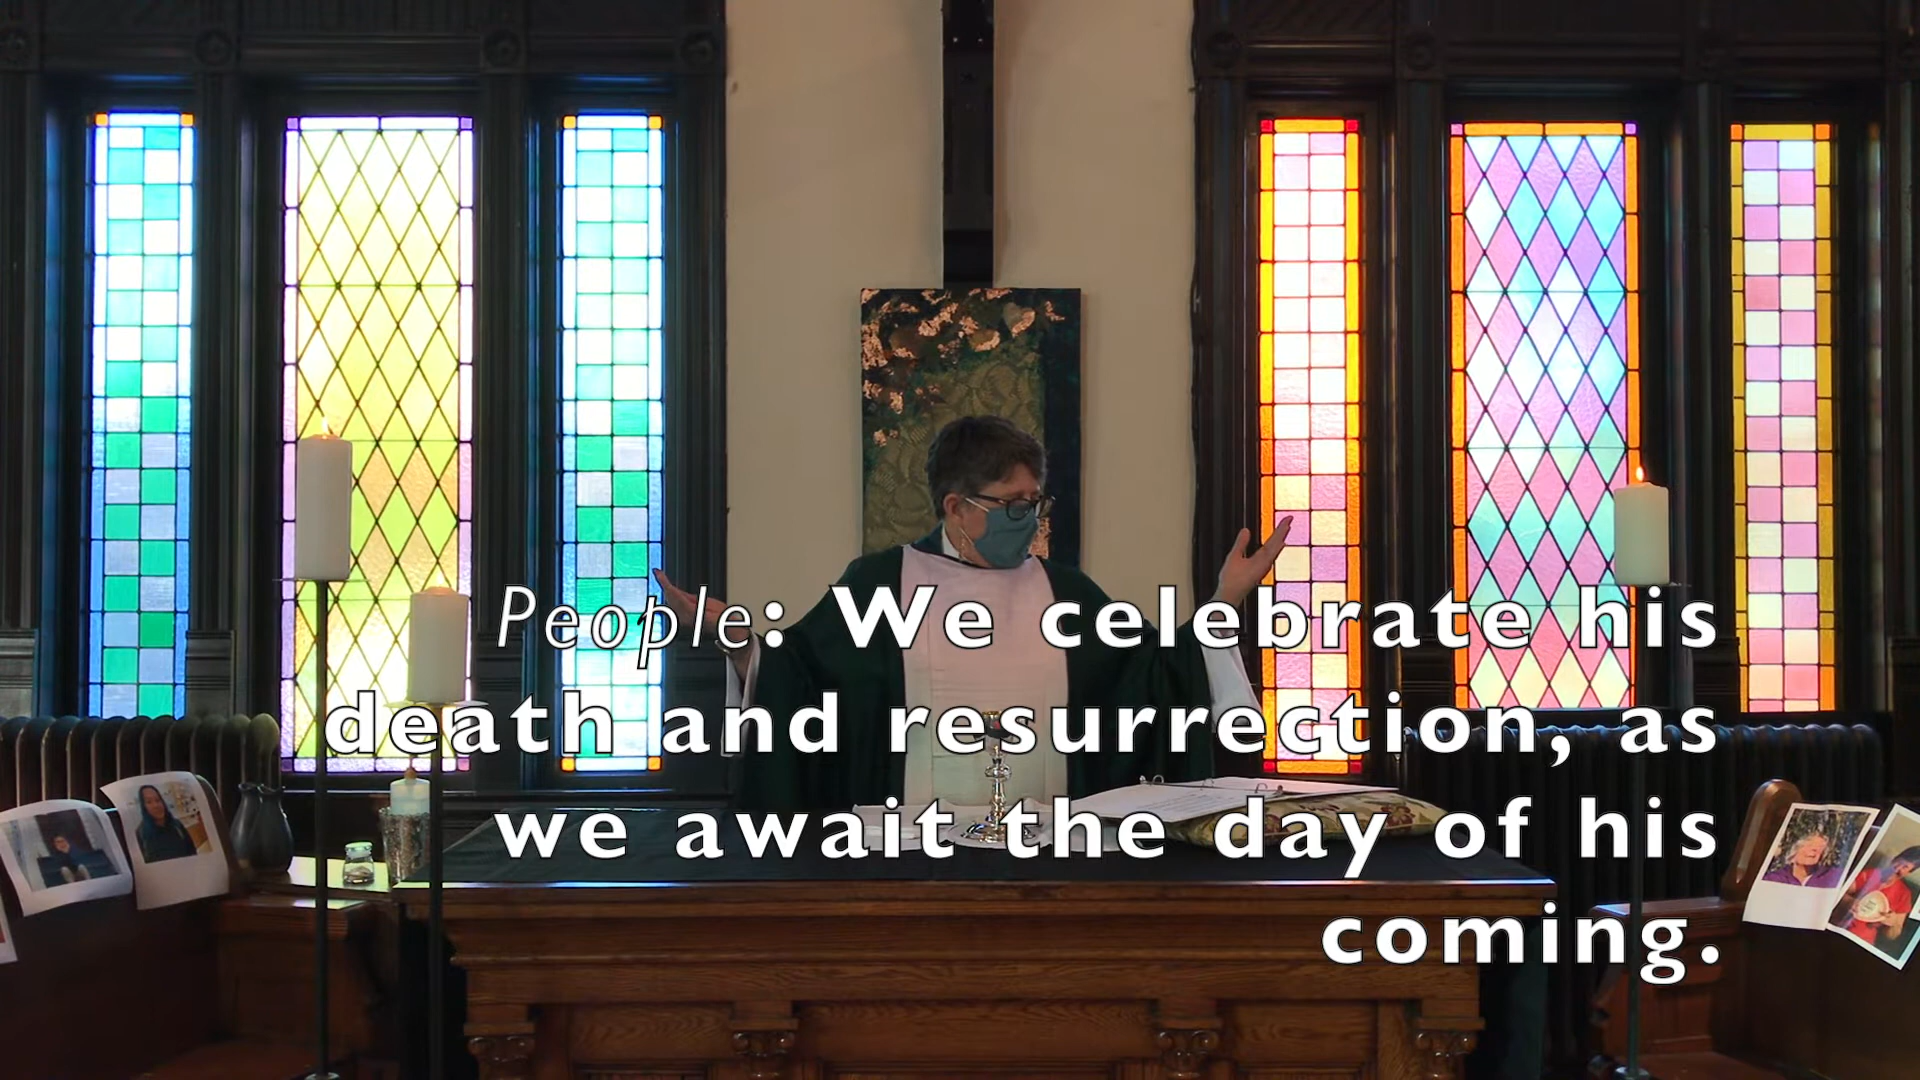 People: We celebrate his
death and resurrection, as
we await the day of his
coming.